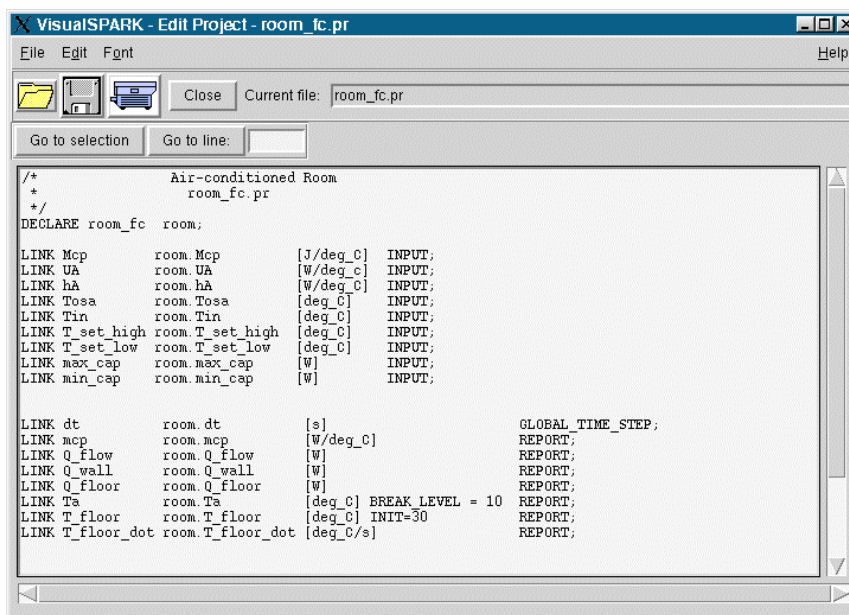 VisualSPARK - Edit Project - room_fc.pr
File Edit Font Help
Close Current file: room_fc.pr
Go to selection Go to line:
/* Air-conditioned Room
* room_fc.pr
*/
DECLARE room_fc room;
LINK Mcp room.Mcp [J/deg_C] INPUT;
LINK UA room.UA [W/deg_c] INPUT;
LINK hA room.hA [W/deg_C] INPUT;
LINK Tosa room.Tosa [deg_C] INPUT;
LINK Tin room.Tin [deg_C] INPUT;
LINK T_set_high room.T_set_high [deg_C] INPUT;
LINK T_set_low room.T_set_low [deg_C] INPUT;
LINK max_cap room.max_cap [W] INPUT;
LINK min_cap room.min_cap [W] INPUT;
LINK dt room.dt [s] GLOBAL_TIME_STEP;
LINK mcp room.mcp [W/deg_C] REPORT;
LINK Q_flow room.Q_flow [W] REPORT;
LINK Q_wall room.Q_wall [W] REPORT;
LINK Q_floor room.Q_floor [W] REPORT;
LINK Ta room.Ta [deg_C] BREAK_LEVEL = 10 REPORT;
LINK T_floor room.T_floor [deg_C] INIT=30 REPORT;
LINK T_floor_dot room.T_floor_dot [deg_C/s] REPORT;